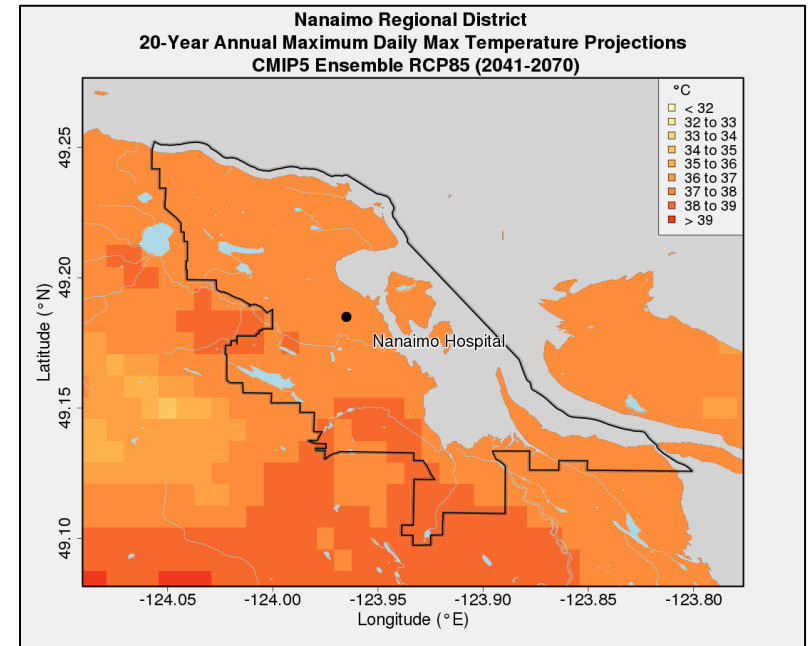 Nanaimo Regional District
20-Year Annual Maximum Daily Max Temperature Projections
CMIP5 Ensemble RCP85 (2041-2070)
°C
< 32
32 to 33
33 to 34
34 to 35
35 to 36
36 to 37
37 to 38
38 to 39
> 39
Latitude (°N)
49.25
49.20
49.15
49.10
Nanaimo Hospital
-124.05 -124.00 -123.95 -123.90 -123.85 -123.80
Longitude (°E)